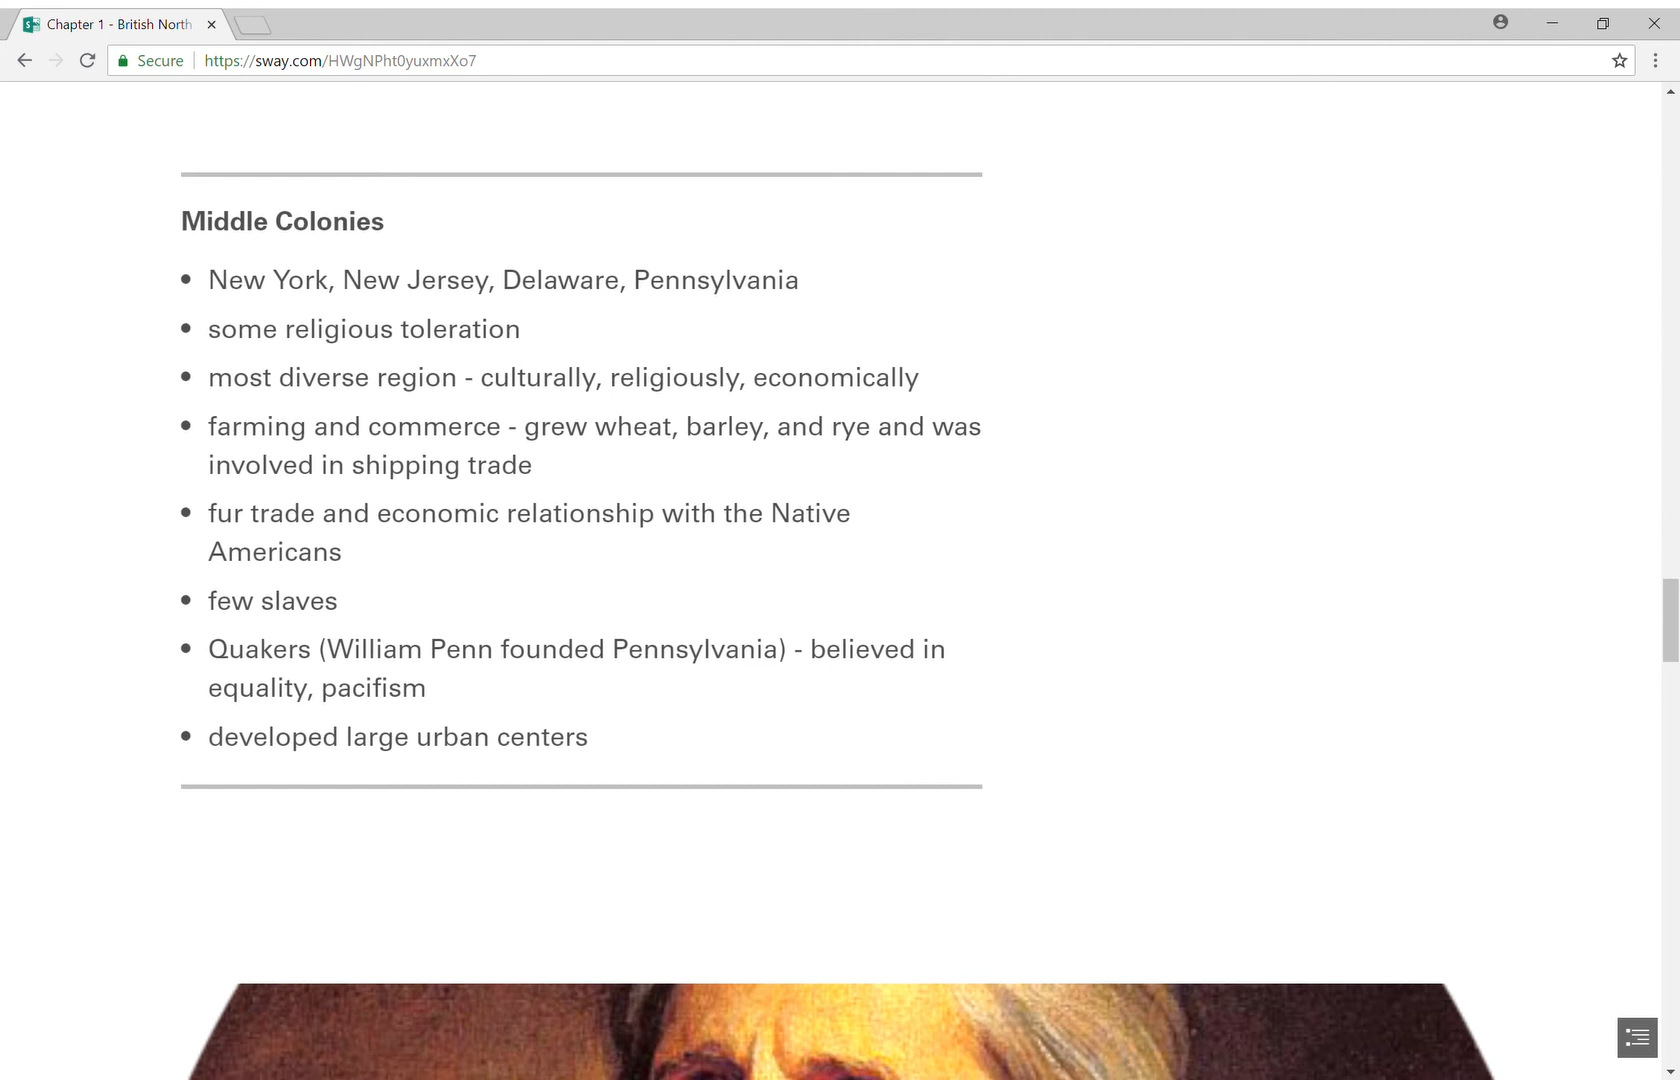 Chapter 1 - British North
Secure
https://sway.com/HWgNPht0yuxmxXo7
Middle Colonies
• New York, New Jersey, Delaware, Pennsylvania
• some religious toleration
• most diverse region - culturally, religiously, economically
• farming and commerce - grew wheat, barley, and rye and was
involved in shipping trade
• fur trade and economic relationship with the Native
Americans
• few slaves
• Quakers (William Penn founded Pennsylvania) - believed in
equality, pacifism
• developed large urban centers